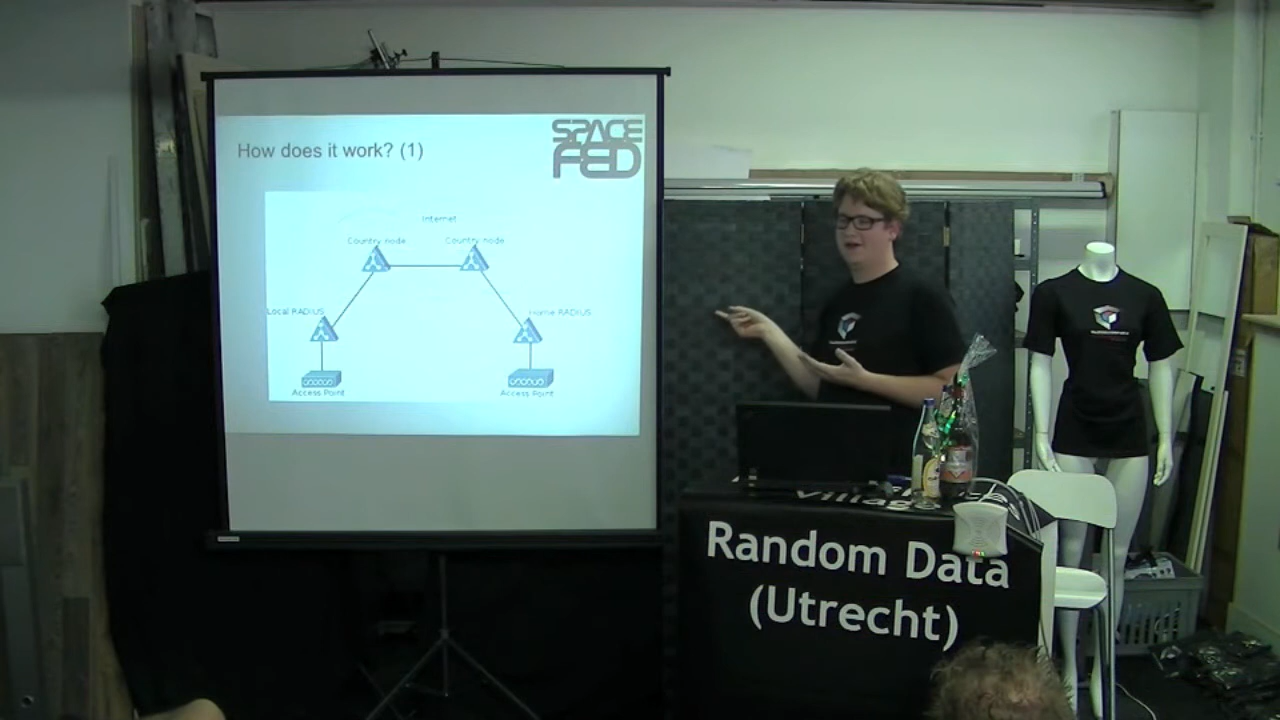 How does it work? (1)
SPACE
FED
Internet
Country node
Country node
Local RADIUS
Home RADIUS
Access Point
Access Point
Random Data
(Utrecht)